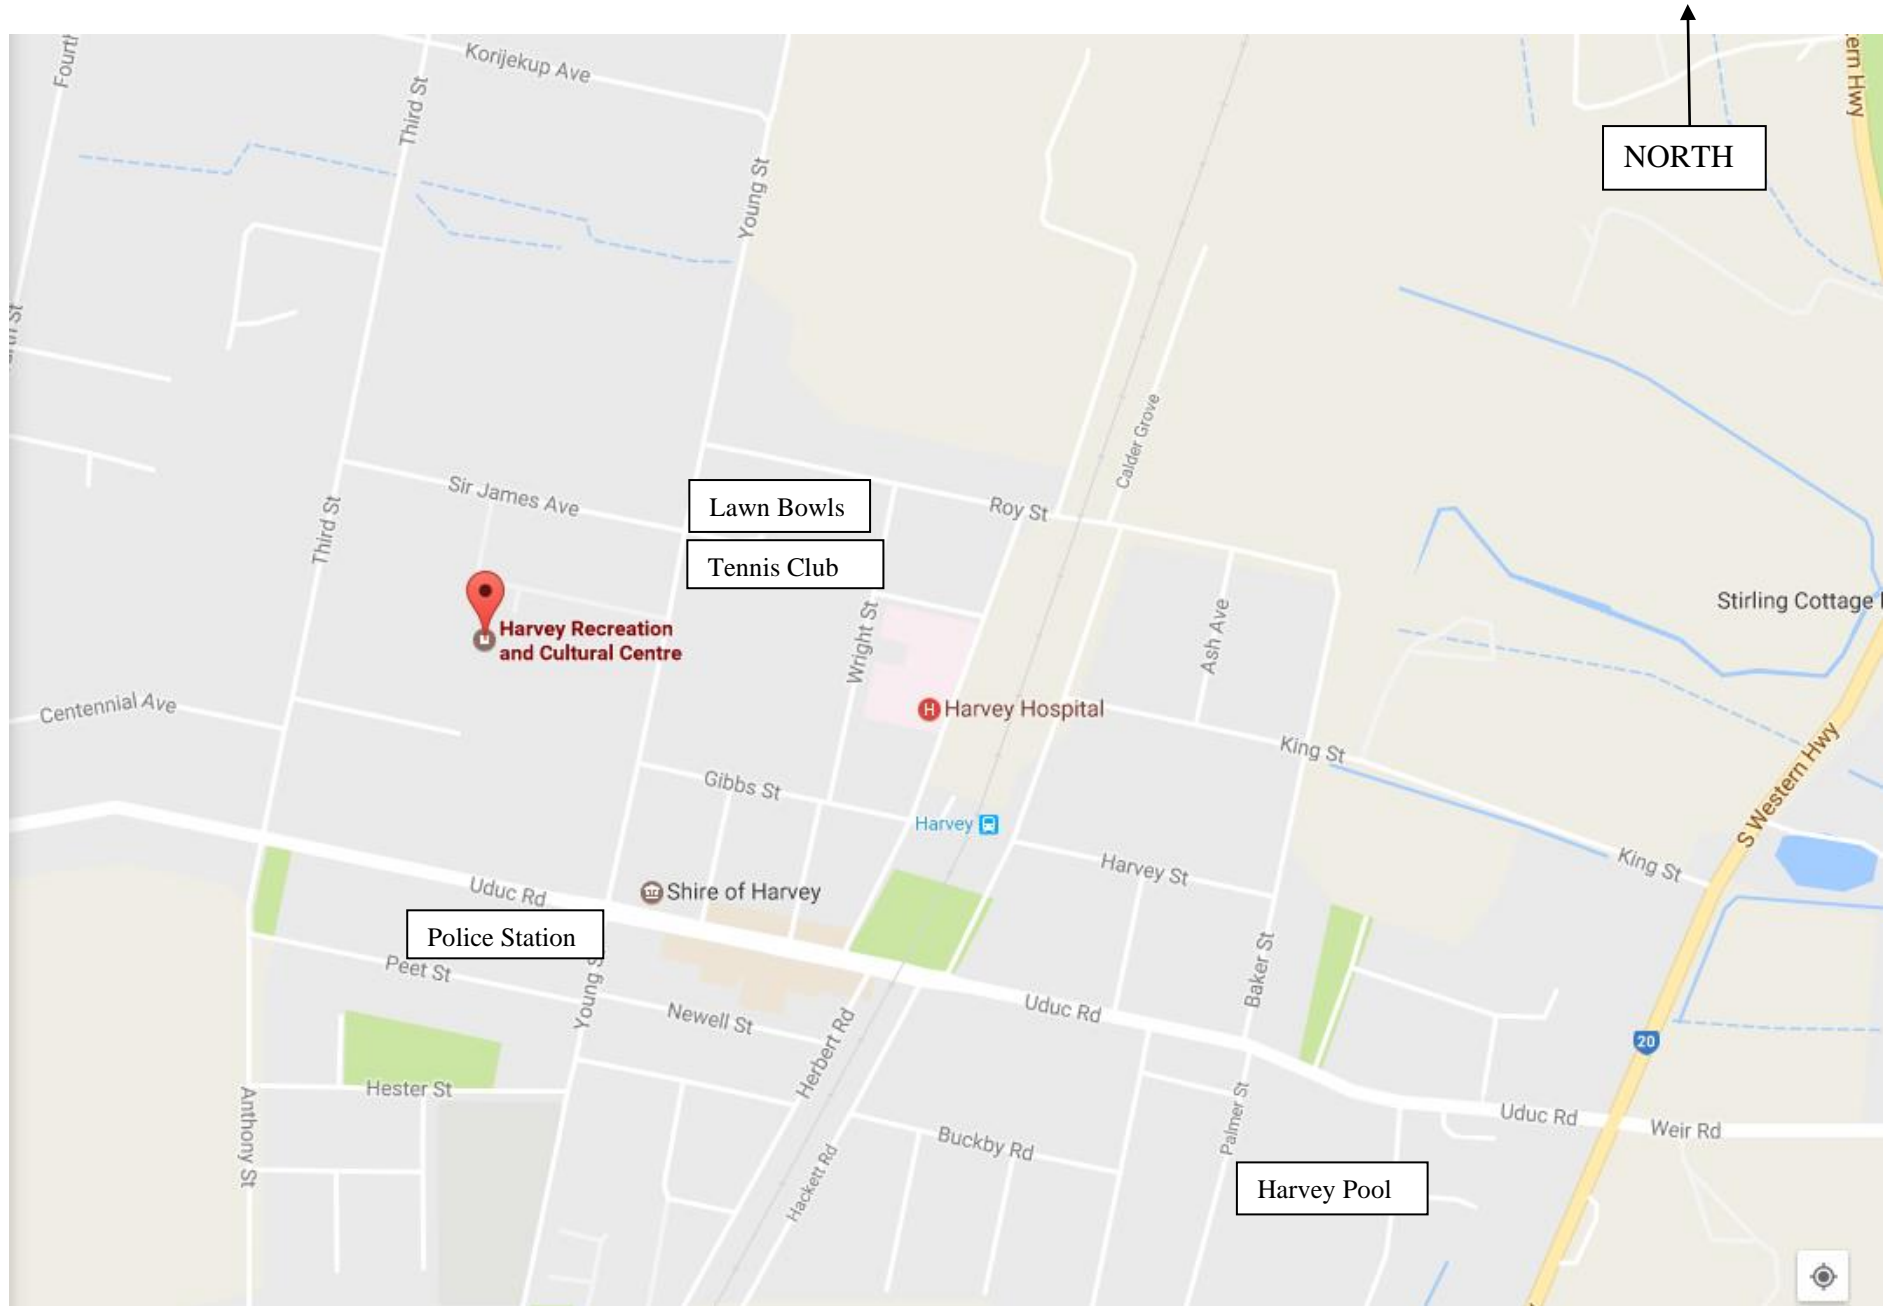 Fourth
Korijekup Ave
ern Hwy
Third St
NORTH
Young St
Calder Grove
Sir James Ave
Lawn Bowls
Roy St
Third St
Tennis Club
Stirling Cottage
Harvey Recreation
and Cultural Centre
Wright St
Ash Ave
Centennial Ave
H
Harvey Hospital
King St
Gibbs St
S Western Hwy
Harvey
Harvey St
King St
Uduc Rd
Shire of Harvey
Police Station
Peet St
Young S
Newell St
Baker St
Uduc Rd
20
Herbert Rd
Hester St
Anthony St
Palmer St
Uduc Rd
Weir Rd
Buckby Rd
Hackett Rd
Harvey Pool